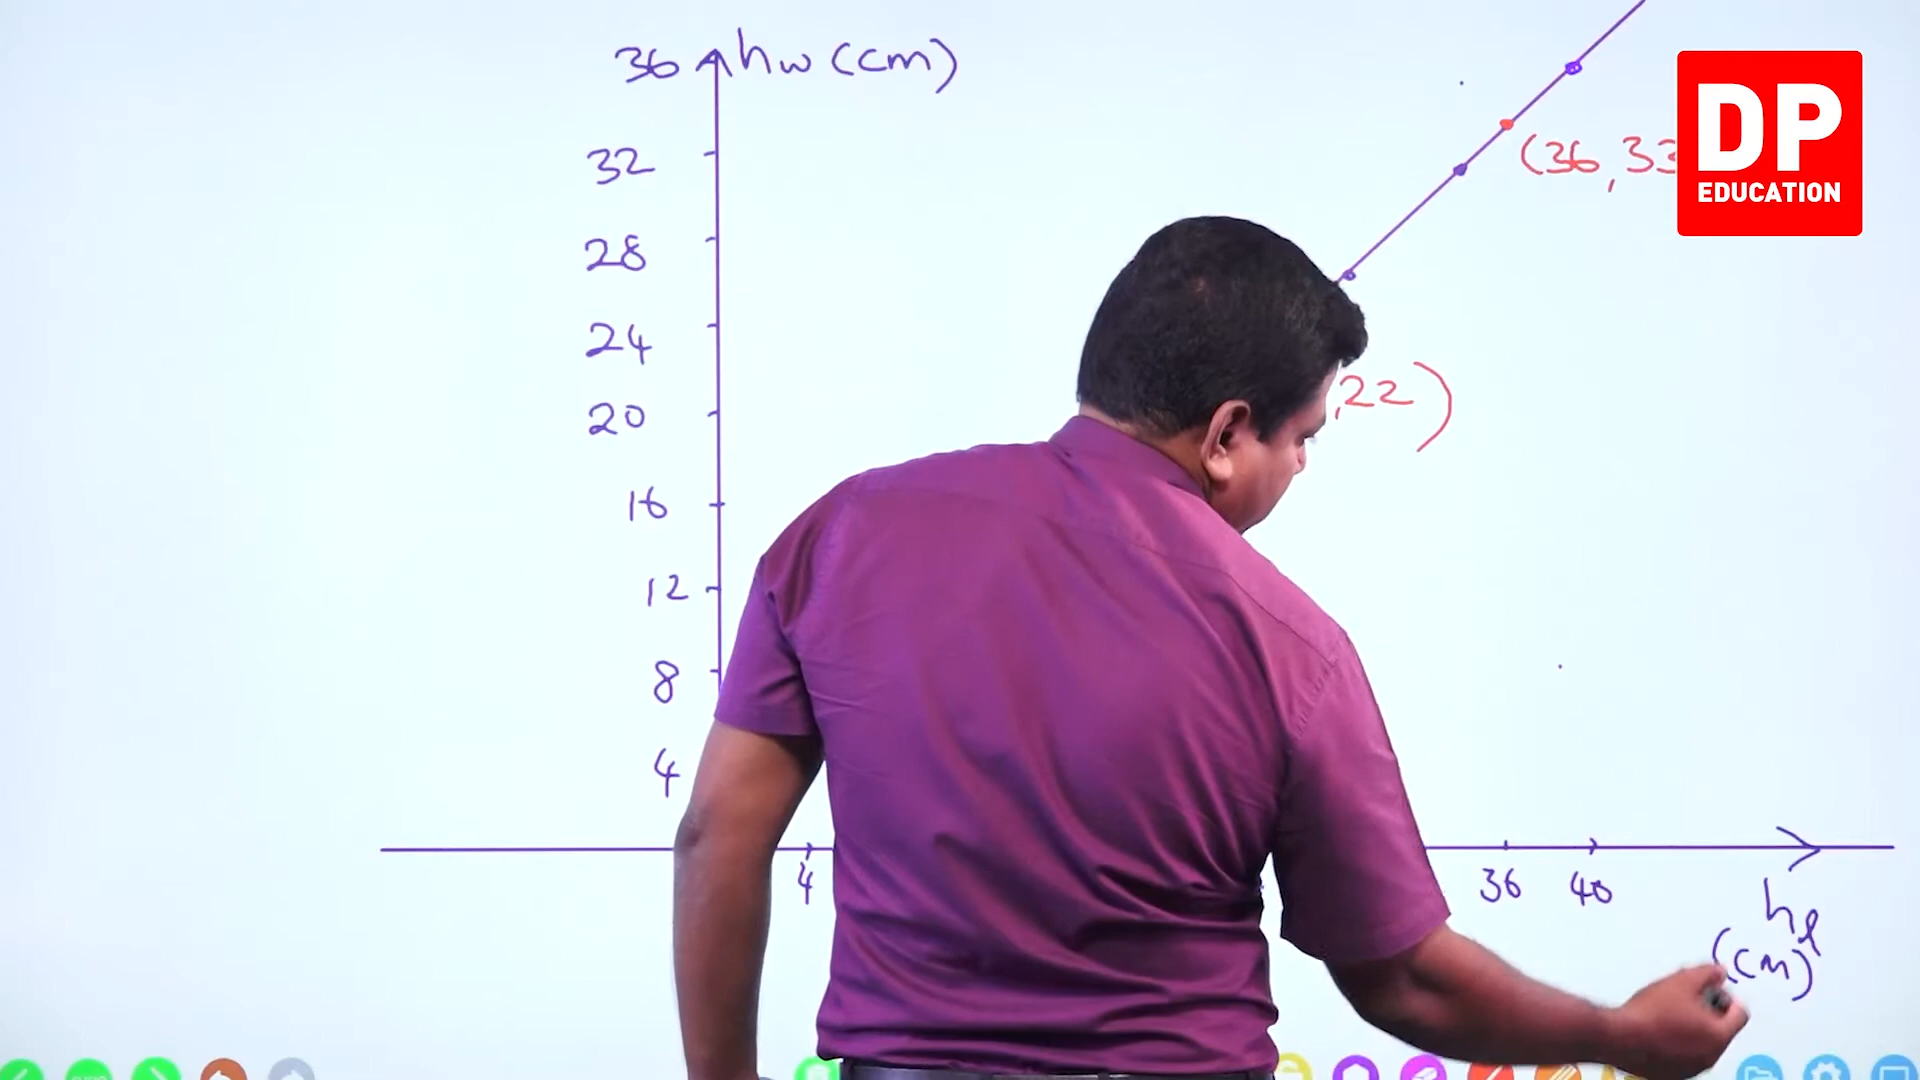 36 hw (cm)
32
28
24
20
16
12
8
4
(36,33
,22)
4 36 40
hl
(cm)
DP
EDUCATION